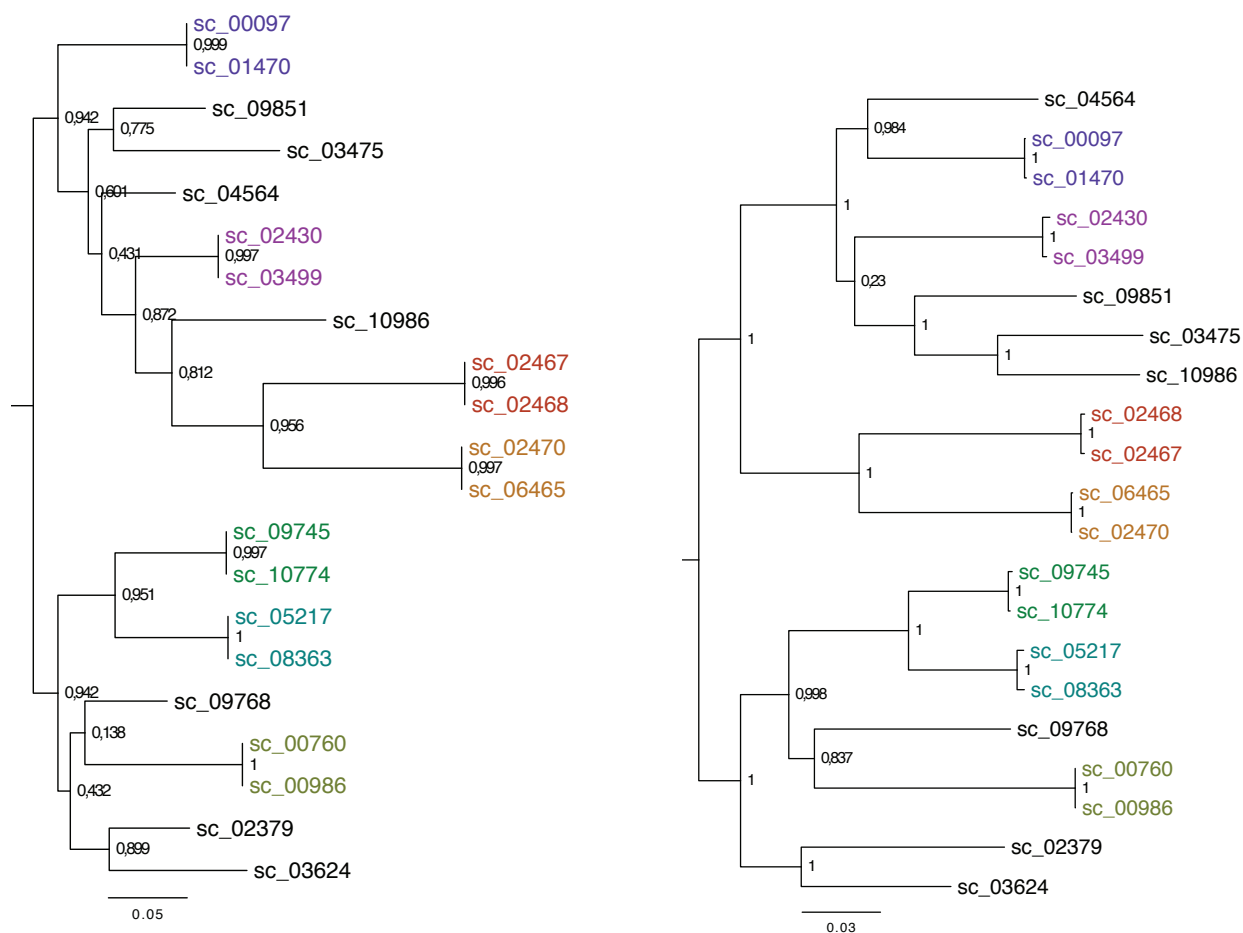 sc_00097
0,999
sc_01470
0,942
sc_09851
0,775
sc_03475
0,601
sc_04564
sc_02430
0,431
0,997
sc_03499
0,872
sc_10986
sc_02467
0,812
0,996
sc_02468
0,956
sc_02470
0,997
sc_06465
sc_09745
0,997
sc_10774
0,951
sc_05217
1
sc_08363
0,942
sc_09768
0,138
sc_00760
1
sc_00986
0,432
sc_02379
0,899
sc_03624
0.05
sc_04564
0,984
sc_00097
1
sc_01470
1
sc_02430
1
sc_03499
0,23
sc_09851
1
sc_03475
1
sc_10986
1
sc_02468
1
sc_02467
1
sc_06465
1
sc_02470
sc_09745
1
sc_10774
1
sc_05217
1
sc_08363
0,998
sc_09768
0,837
sc_00760
1
sc_00986
1
sc_02379
1
sc_03624
0.03